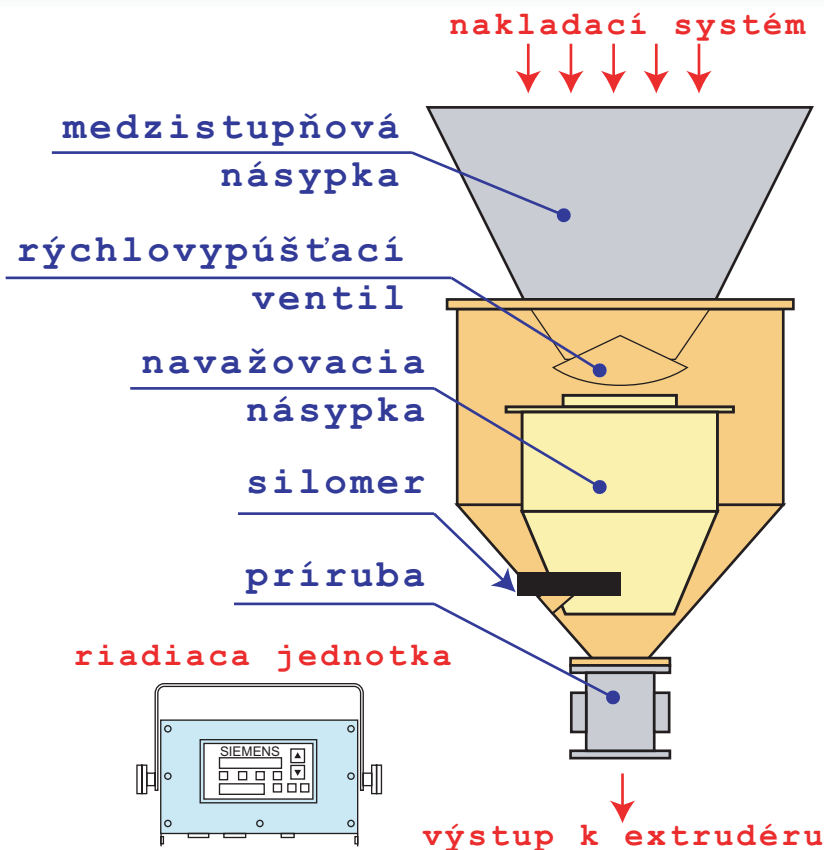 nakladací systém
medzistupňová
násypka
rýchlovypúšťací
ventil
navažovacia
násypka
silomer
príruba
riadiaca jednotka
SIEMENS
výstup k extrudéru